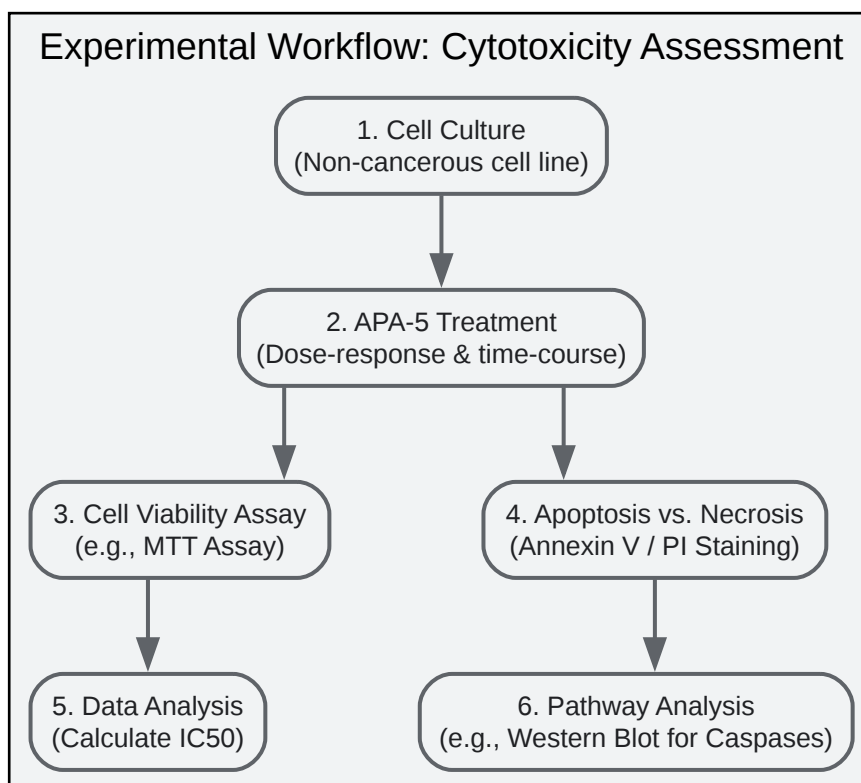 Experimental Workflow: Cytotoxicity Assessment
1. Cell Culture
(Non-cancerous cell line)
2. APA-5 Treatment
(Dose-response & time-course)
3. Cell Viability Assay
(e.g., MTT Assay)
4. Apoptosis vs. Necrosis
(Annexin V / PI Staining)
5. Data Analysis
(Calculate IC50)
6. Pathway Analysis
(e.g., Western Blot for Caspases)